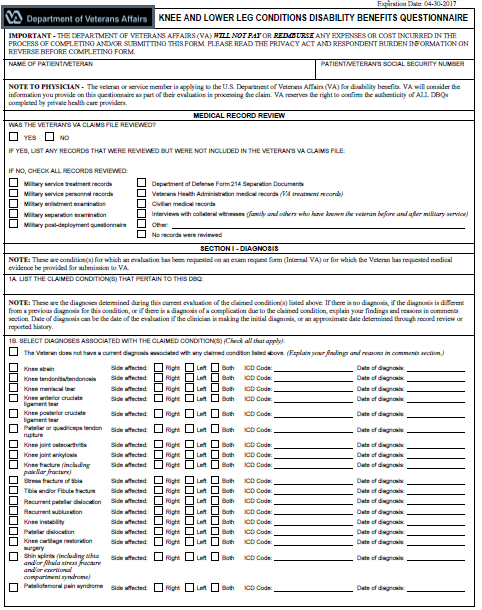 Expiration Date: 04-30-2017
VA Department of Veterans Affairs
KNEE AND LOWER LEG CONDITIONS DISABILITY BENEFITS QUESTIONNAIRE
IMPORTANT - THE DEPARTMENT OF VETERANS AFFAIRS (VA) WILL NOT PAY or REIMBURSE ANY EXPENSES OR COST INCURRED IN THE
PROCESS OF COMPLETING AND/OR SUBMITTING THIS FORM. PLEASE READ THE PRIVACY ACT AND RESPONDENT BURDEN INFORMATION ON
REVERSE BEFORE COMPLETING FORM.
NAME OF PATIENT/VETERAN
PATIENT/VETERAN'S SOCIAL SECURITY NUMBER
NOTE TO PHYSICIAN - The veteran or service member is applying to the U.S. Department of Veterans Affairs (VA) for disability benefits. VA will consider the
information you provide on this questionnaire as part of their evaluation in processing the claim. VA reserves the right to confirm the authenticity of ALL DBQs
completed by private health care providers.
MEDICAL RECORD REVIEW
WAS THE VETERAN'S VA CLAIMS FILE REVIEWED?
YES NO
IF YES, LIST ANY RECORDS THAT WERE REVIEWED BUT WERE NOT INCLUDED IN THE VETERAN'S VA CLAIMS FILE:
IF NO, CHECK ALL RECORDS REVIEWED:
Military service treatment records Department of Defense Form 214 Separation Documents
Military service personnel records Veterans Health Administration medical records (VA treatment records)
Military enlistment examination Civilian medical records
Military separation examination Interviews with collateral witnesses (family and others who have known the veteran before and after military service)
Military post-deployment questionnaire Other:
No records were reviewed
SECTION I - DIAGNOSIS
NOTE: These are condition(s) for which an evaluation has been requested on an exam request form (Internal VA) or for which the Veteran has requested medical
evidence be provided for submission to VA.
1A. LIST THE CLAIMED CONDITION(S) THAT PERTAIN TO THIS DBQ:
NOTE: These are the diagnoses determined during this current evaluation of the claimed condition(s) listed above. If there is no diagnosis, if the diagnosis is different
from a previous diagnosis for this condition, or if there is a diagnosis of a complication due to the claimed condition, explain your findings and reasons in comments
section. Date of diagnosis can be the date of the evaluation if the clinician is making the initial diagnosis, or an approximate date determined through record review or
reported history.
1B. SELECT DIAGNOSES ASSOCIATED WITH THE CLAIMED CONDITION(S) (Check all that apply):
The Veteran does not have a current diagnosis associated with any claimed condition listed above. (Explain your findings and reasons in comments section.)
Knee strain Side affected: Right Left Both ICD Code: Date of diagnosis:
Knee tendonitis/tendonosis Side affected: Right Left Both ICD Code: Date of diagnosis:
Knee meniscal tear Side affected: Right Left Both ICD Code: Date of diagnosis:
Knee anterior cruciate
ligament tear Side affected: Right Left Both ICD Code: Date of diagnosis:
Knee posterior cruciate
ligament tear Side affected: Right Left Both ICD Code: Date of diagnosis:
Patellar or quadriceps tendon
rupture Side affected: Right Left Both ICD Code: Date of diagnosis:
Knee joint osteoarthritis Side affected: Right Left Both ICD Code: Date of diagnosis:
Knee joint ankylosis Side affected: Right Left Both ICD Code: Date of diagnosis:
Knee fracture (including
patellar fracture) Side affected: Right Left Both ICD Code: Date of diagnosis:
Stress fracture of tibia Side affected: Right Left Both ICD Code: Date of diagnosis:
Tibia and/or Fibula fracture Side affected: Right Left Both ICD Code: Date of diagnosis:
Recurrent patellar dislocation Side affected: Right Left Both ICD Code: Date of diagnosis:
Recurrent subluxation Side affected: Right Left Both ICD Code: Date of diagnosis:
Knee instability Side affected: Right Left Both ICD Code: Date of diagnosis:
Patellar dislocation Side affected: Right Left Both ICD Code: Date of diagnosis:
Knee cartilage restoration
surgery Side affected: Right Left Both ICD Code: Date of diagnosis:
Shin splints (including tibia
and/or fibula stress fracture
and/or exertional
compartment syndrome) Side affected: Right Left Both ICD Code: Date of diagnosis:
Patellofemoral pain syndrome Side affected: Right Left Both ICD Code: Date of diagnosis: